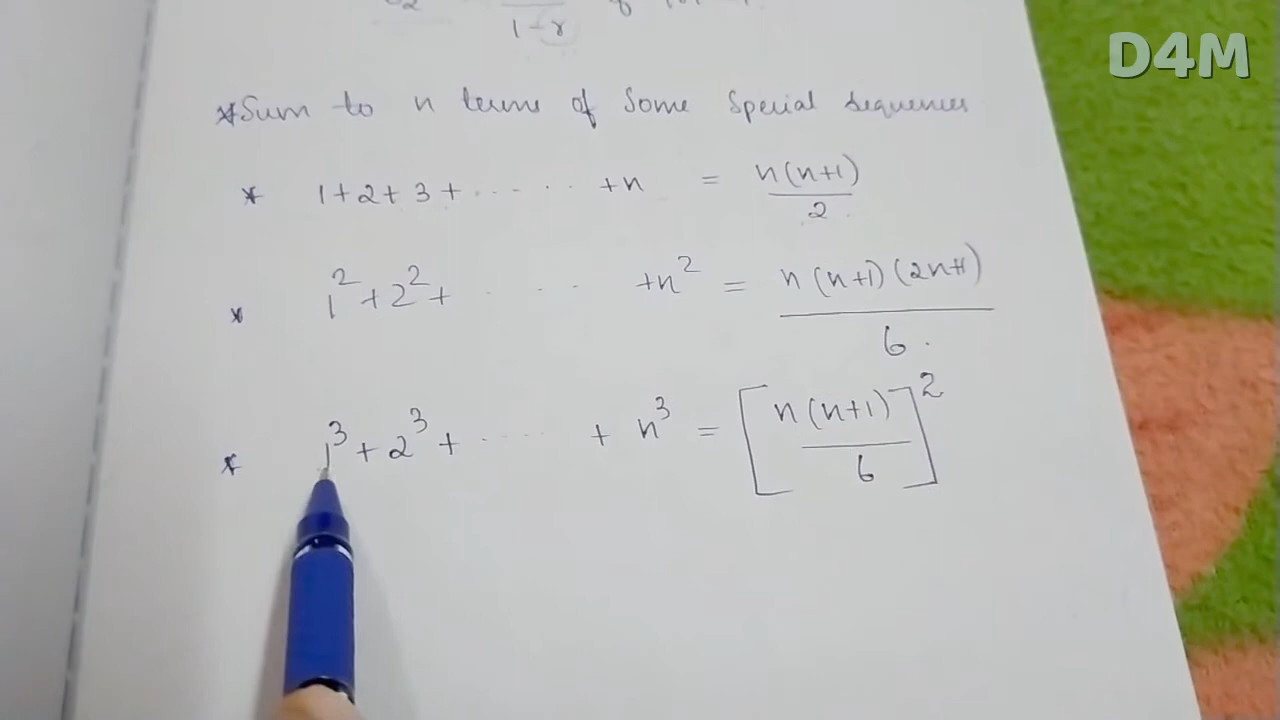 D4M
1-r
*Sum to n terms of Some Special Sequences
* 1+2+3+ ...... +n = n(n+1)/2
* 1²+2²+ ..... +n² = n(n+1)(2n+1)/6.
* 1³+2³+ ..... + n³ = [n(n+1)/6]²